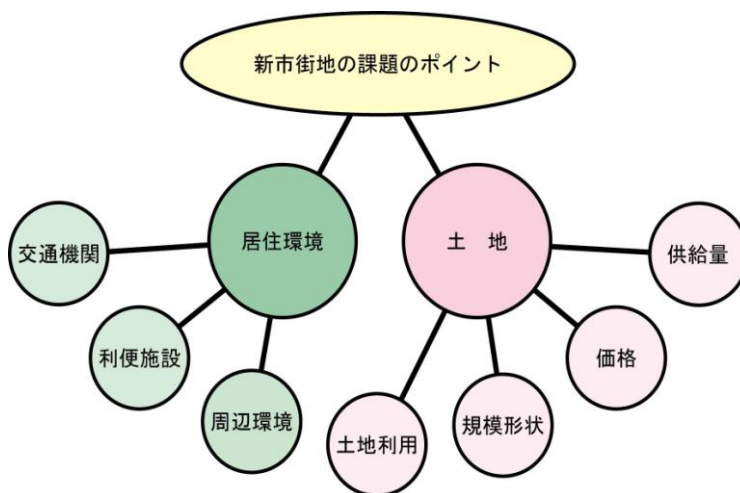 新市街地の課題のポイント
居住環境
土　地
交通機関
利便施設
周辺環境
土地利用
規模形状
価格
供給量